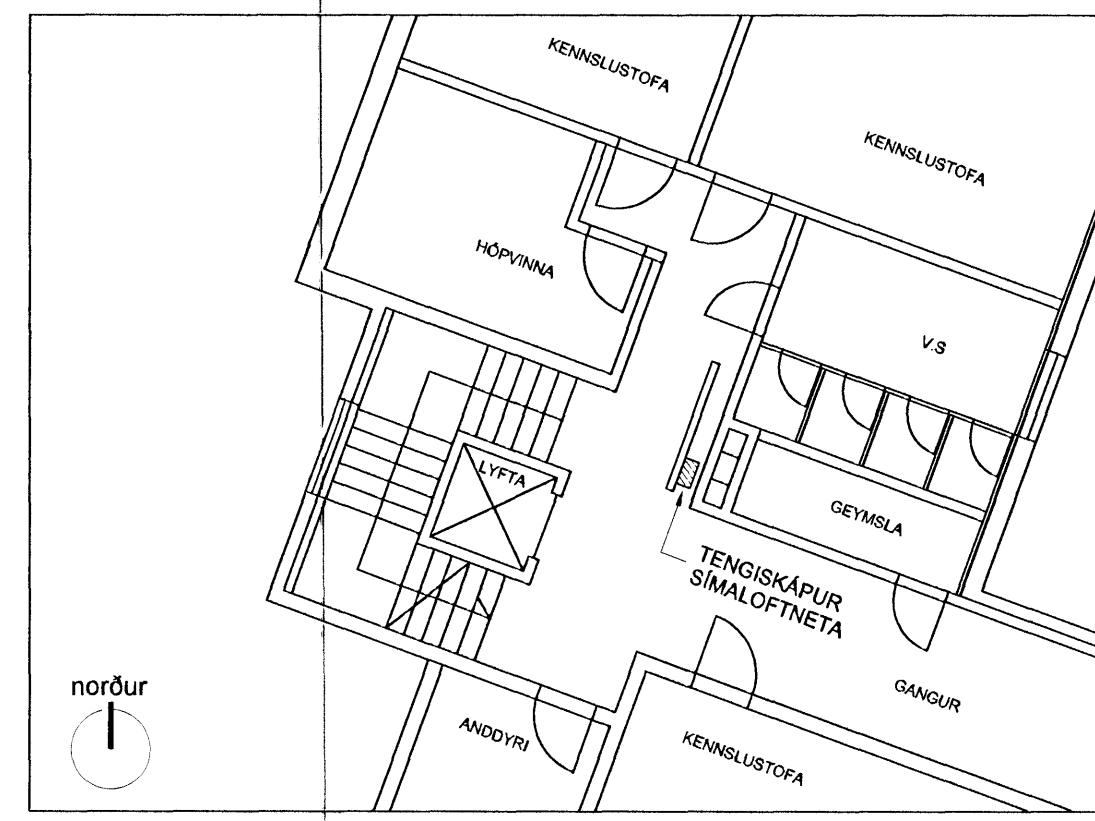 KENNSLUSTOFA
KENNSLUSTOFA
HÓPVINNA
V.S
LYFTA
GEYMSLA
TENGISKÁPUR
SÍMALOFTNETA
norður
GANGUR
ANDDYRI
KENNSLUSTOFA